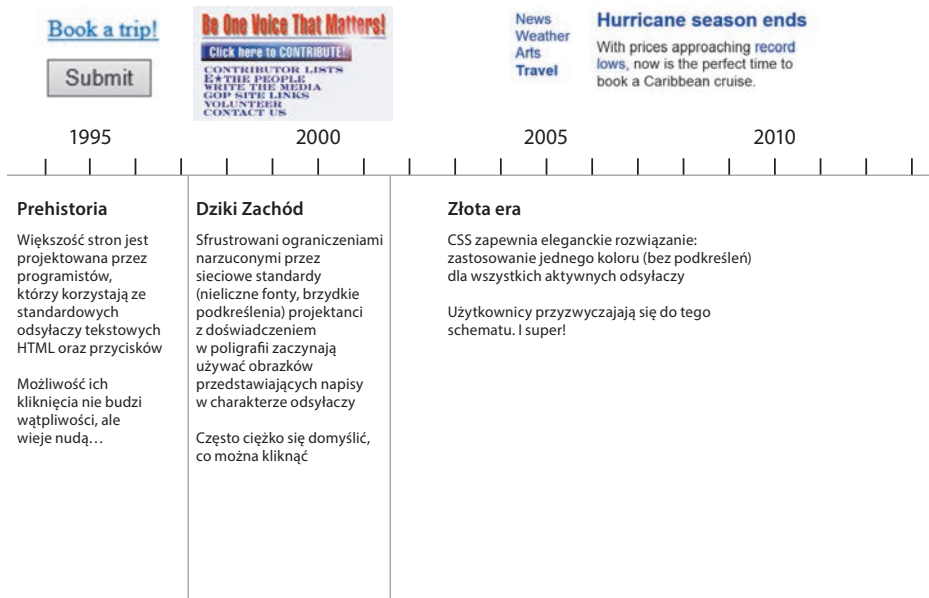 Book a trip!
Submit
Be One Voice That Matters!
Click here to CONTRIBUTE!
CONTRIBUTOR LISTS
E★THE PEOPLE
WRITE THE MEDIA
GOP SITE LINKS
VOLUNTEER
CONTACT US
News
Weather
Arts
Travel
Hurricane season ends
With prices approaching record
lows, now is the perfect time to
book a Caribbean cruise.
1995
2000
2005
2010
Prehistoria
Większość stron jest
projektowana przez
programistów,
którzy korzystają ze
standardowych
odsyłaczy tekstowych
HTML oraz przycisków
Możliwość ich
kliknięcia nie budzi
wątpliwości, ale
wieje nudą…
Dziki Zachód
Sfrustrowani ograniczeniami
narzuconymi przez
sieciowe standardy
(nieliczne fonty, brzydkie
podkreślenia) projektanci
z doświadczeniem
w poligrafii zaczynają
używać obrazków
przedstawiających napisy
w charakterze odsyłaczy
Często ciężko się domyślić,
co można kliknąć
Złota era
CSS zapewnia eleganckie rozwiązanie:
zastosowanie jednego koloru (bez podkreśleń)
dla wszystkich aktywnych odsyłaczy
Użytkownicy przyzwyczajają się do tego
schematu. I super!